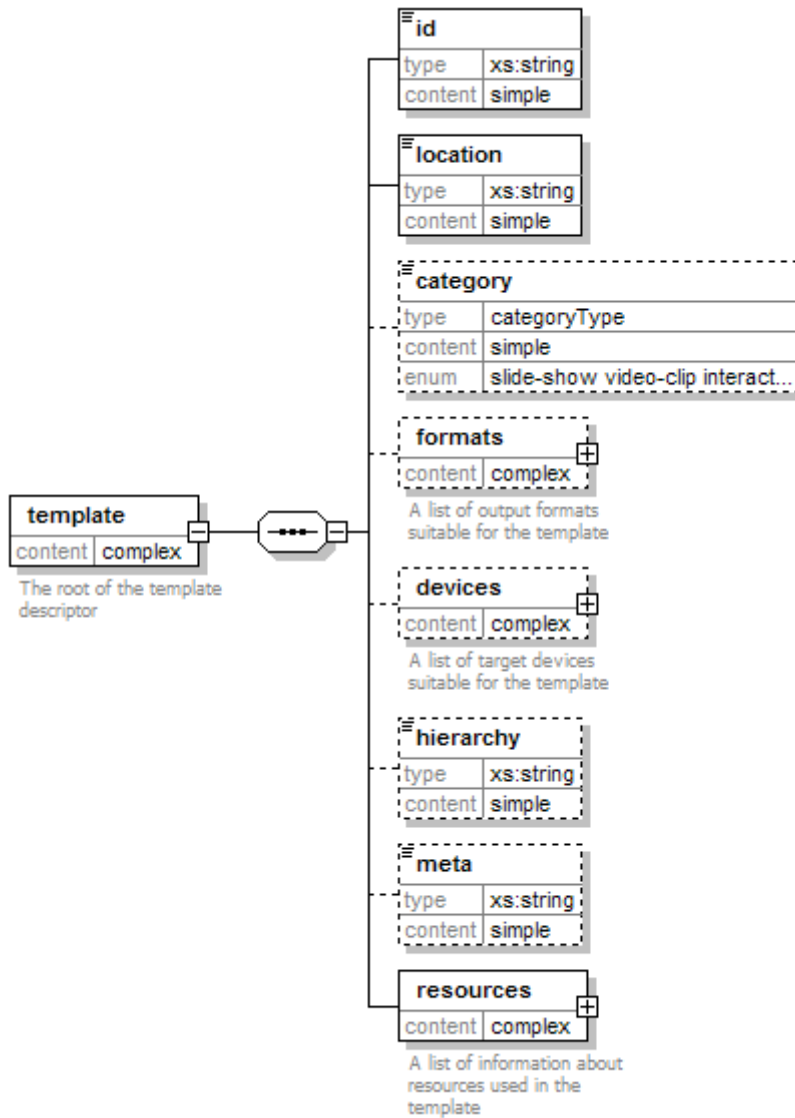 id
type xs:string
content simple
location
type xs:string
content simple
category
type categoryType
content simple
enum slide-show video-clip interact...
formats
content complex
A list of output formats
suitable for the template
template
content complex
The root of the template
descriptor
devices
content complex
A list of target devices
suitable for the template
hierarchy
type xs:string
content simple
meta
type xs:string
content simple
resources
content complex
A list of information about
resources used in the
template